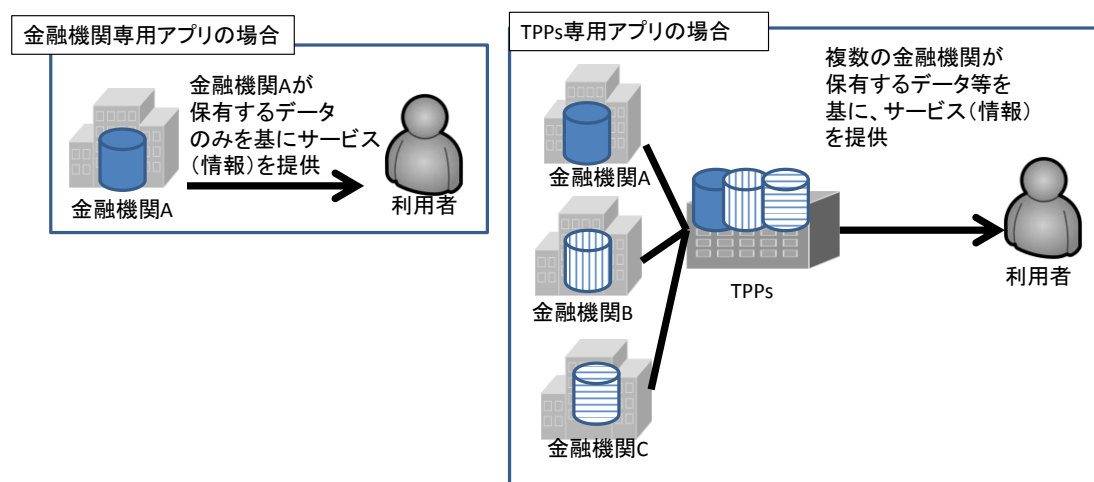 金融機関専用アプリの場合
金融機関Aが
保有するデータ
のみを基にサービス
(情報)を提供
金融機関A
利用者
TPPs専用アプリの場合
複数の金融機関が
保有するデータ等を
基に、サービス(情報)
を提供
金融機関A
金融機関B
金融機関C
TPPs
利用者